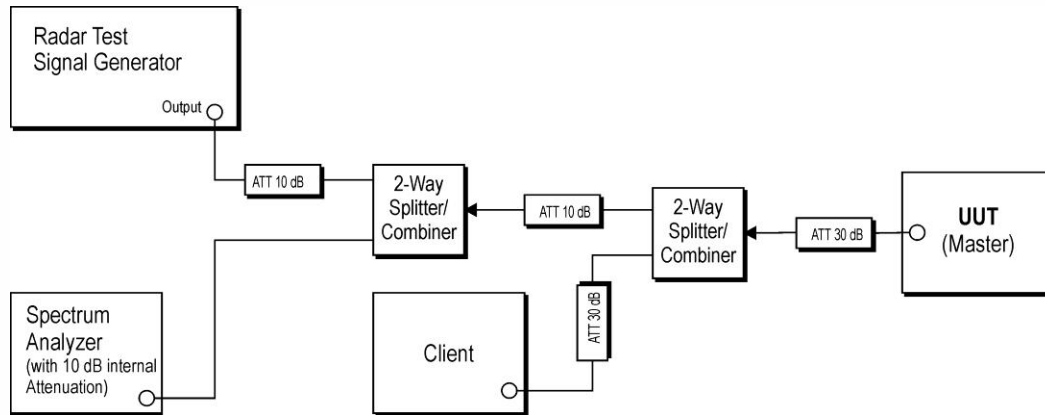 Radar Test
Signal Generator
Output
ATT 10 dB
2-Way
Splitter/
Combiner
ATT 10 dB
2-Way
Splitter/
Combiner
ATT 30 dB
UUT
(Master)
ATT 30 dB
Spectrum
Analyzer
(with 10 dB internal
Attenuation)
Client